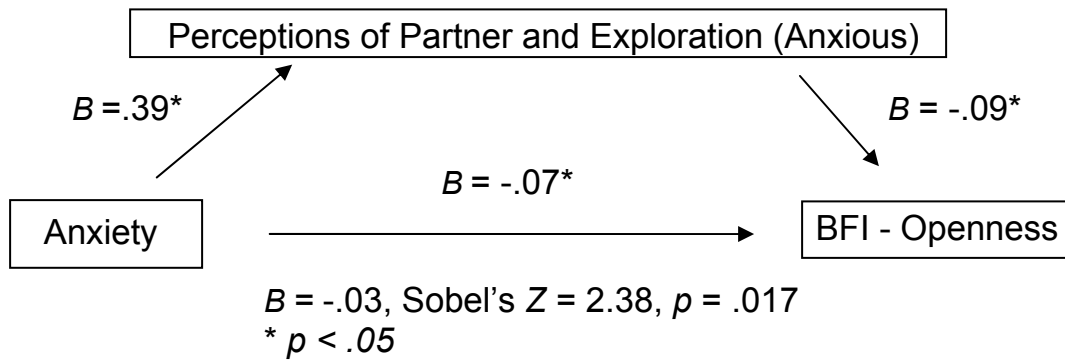 Perceptions of Partner and Exploration (Anxious)
B =.39*
B = -.09*
B = -.07*
Anxiety
BFI - Openness
B = -.03, Sobel’s Z = 2.38, p = .017
* p < .05